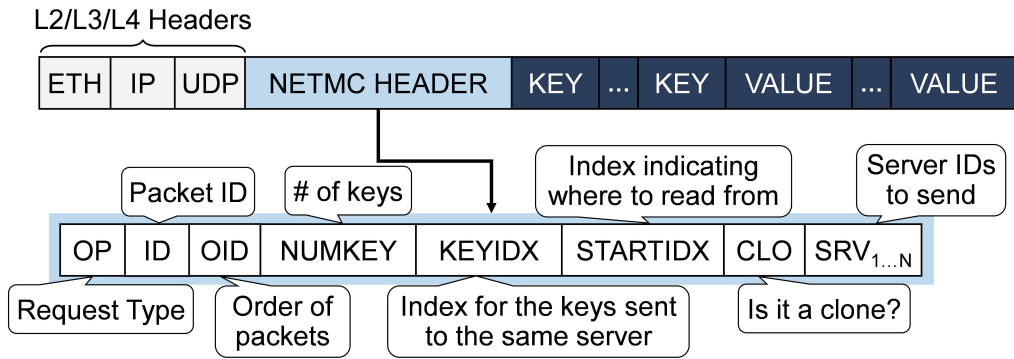 L2/L3/L4 Headers
ETH IP UDP NETMC HEADER KEY ... KEY VALUE ... VALUE
Packet ID
# of keys
Index indicating
where to read from
Server IDs
to send
OP ID OID NUMKEY KEYIDX STARTIDX CLO SRV1...N
Request Type
Order of
packets
Index for the keys sent
to the same server
Is it a clone?